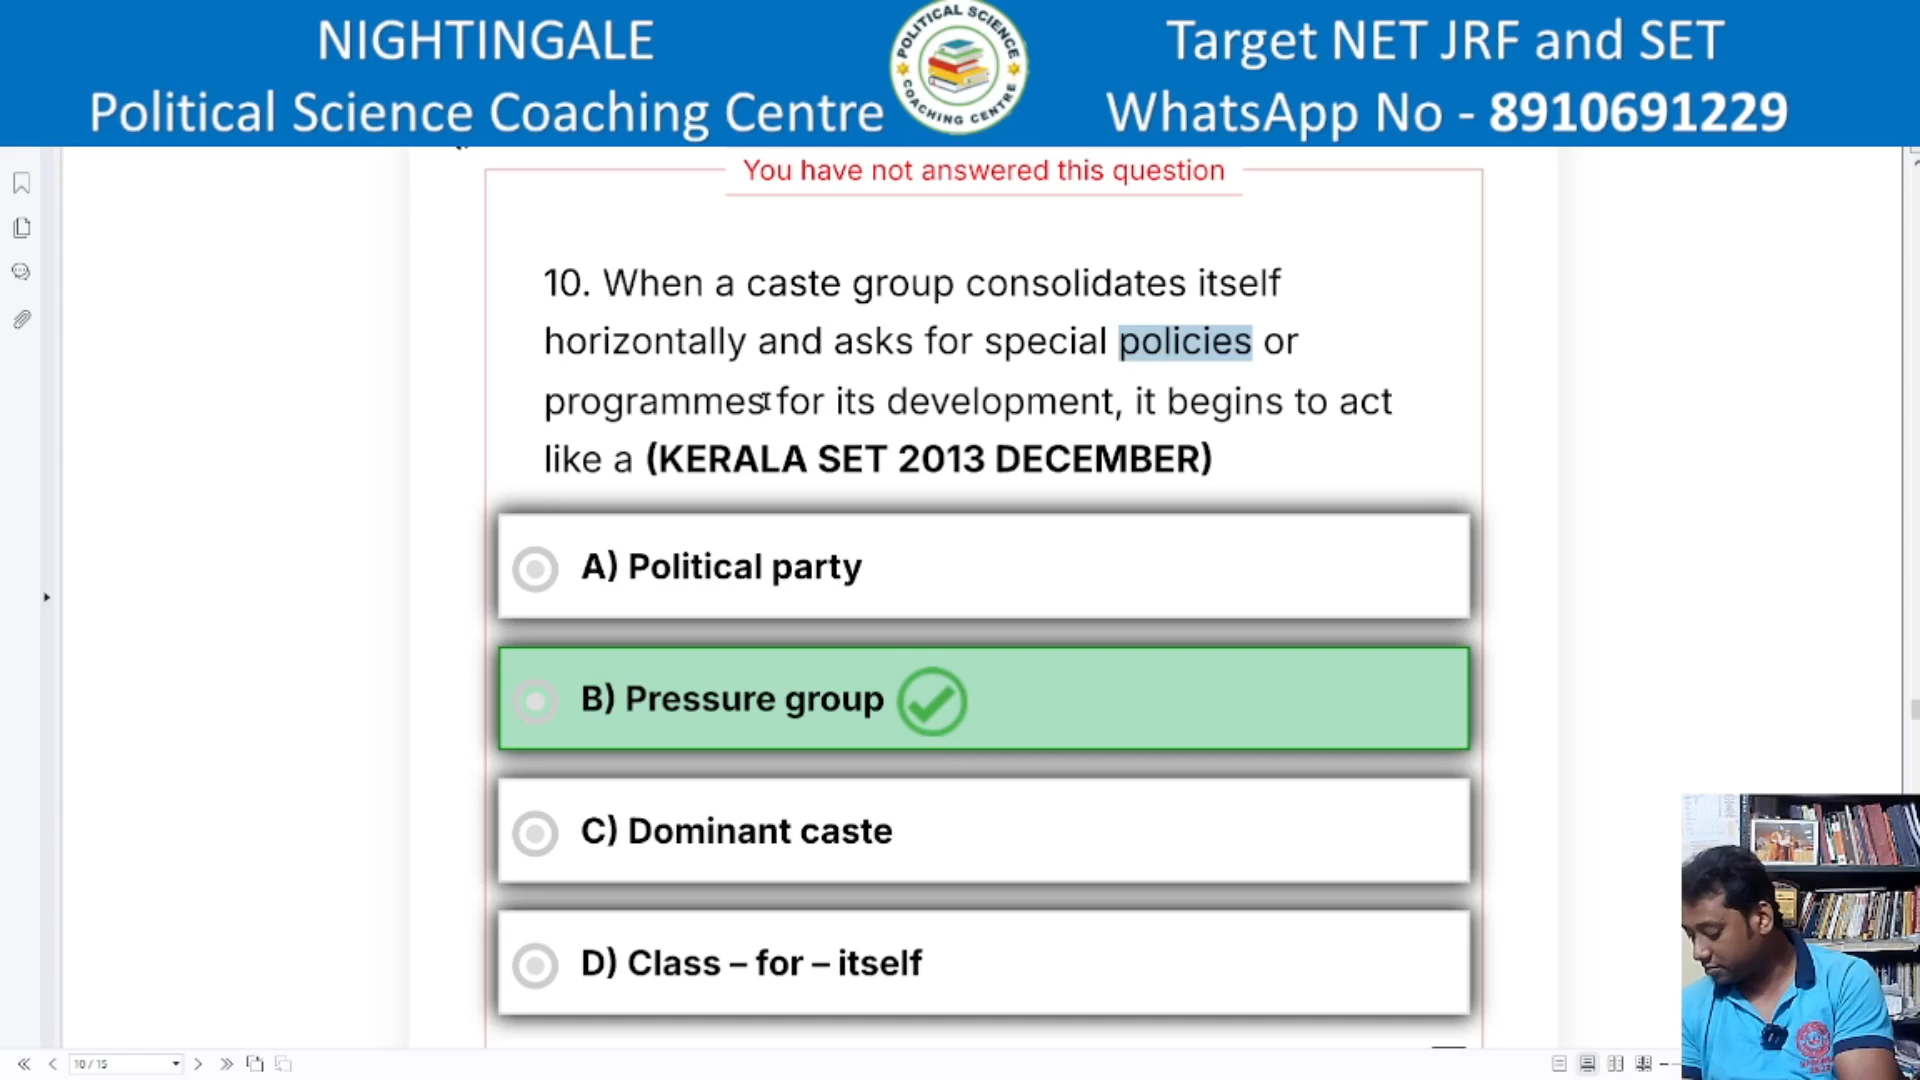 NIGHTINGALE
Political Science Coaching Centre
POLITICAL SCIENCE
COACHING CENTRE
Target NET JRF and SET
WhatsApp No - 8910691229
You have not answered this question
10. When a caste group consolidates itself
horizontally and asks for special policies or
programmes for its development, it begins to act
like a (KERALA SET 2013 DECEMBER)
A) Political party
B) Pressure group
C) Dominant caste
D) Class – for – itself
10 / 15